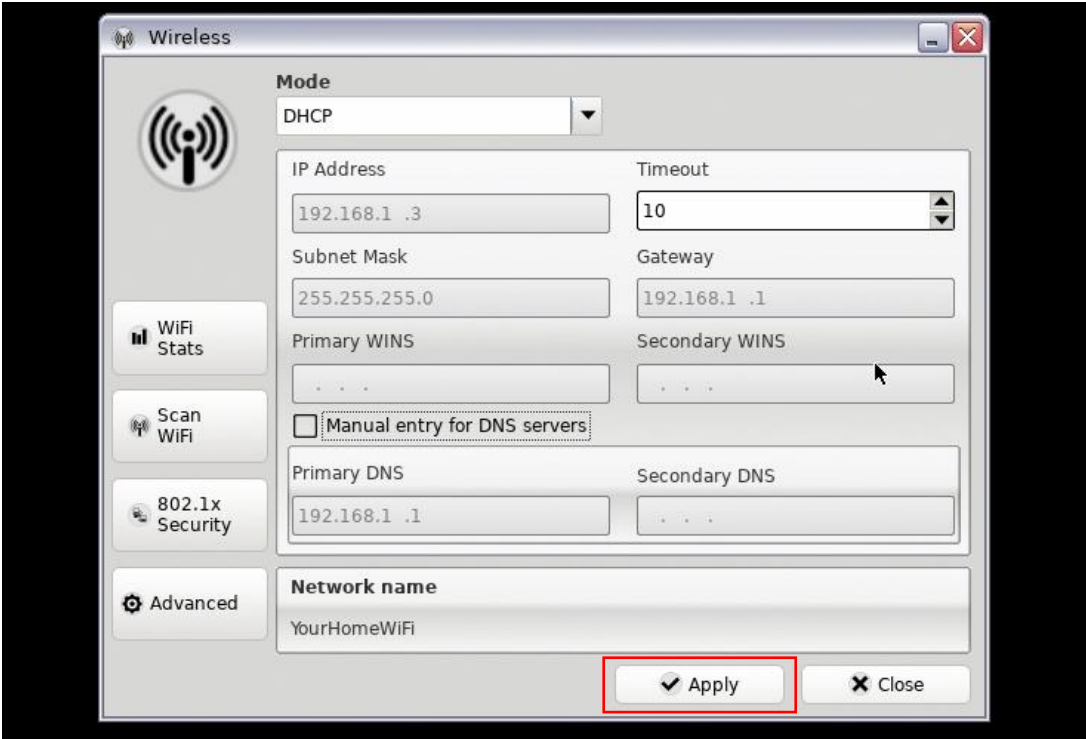 Wireless
Mode
DHCP
IP Address
Timeout
192.168.1 .3
10
Subnet Mask
Gateway
255.255.255.0
192.168.1 .1
Primary WINS
Secondary WINS
. . .
. . .
Manual entry for DNS servers
Primary DNS
Secondary DNS
192.168.1 .1
. . .
WiFi
Stats
Scan
WiFi
802.1x
Security
Advanced
Network name
YourHomeWiFi
Apply
Close